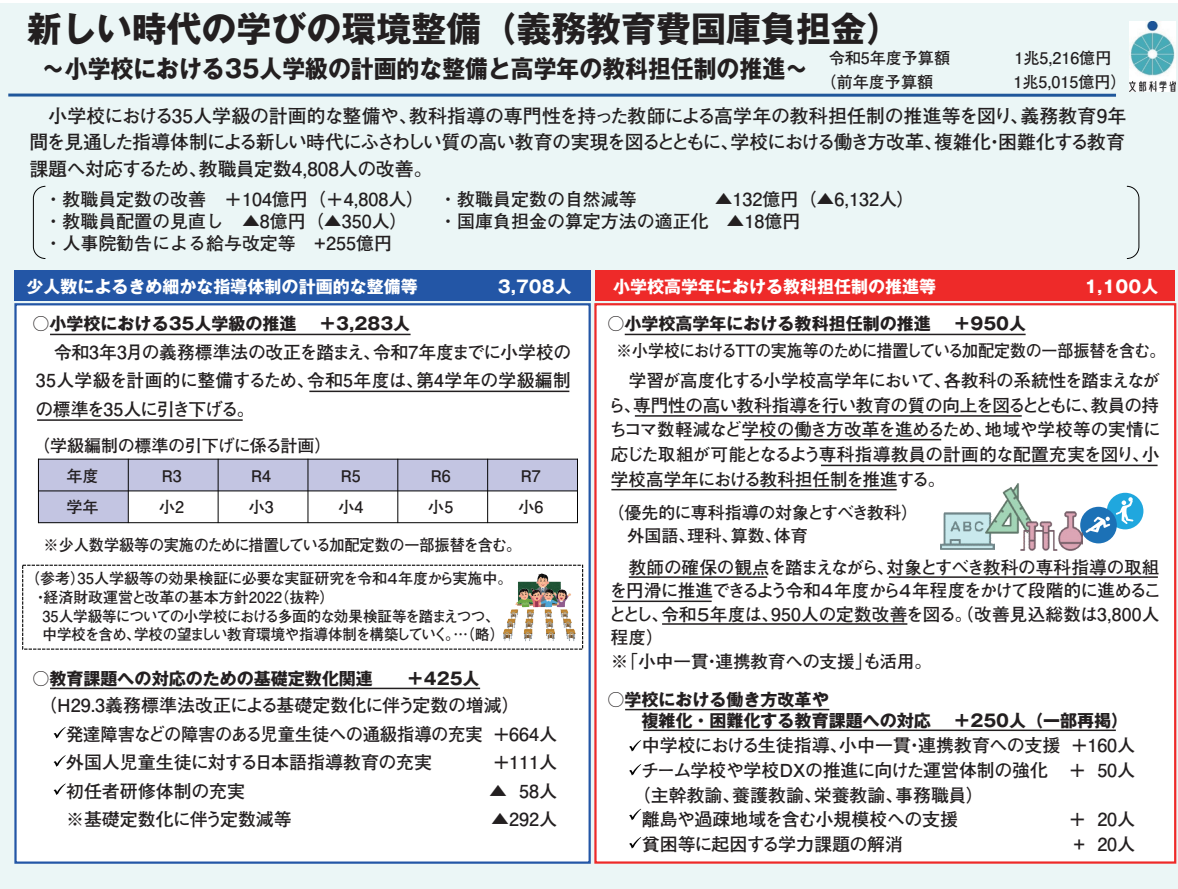 新しい時代の学びの環境整備（義務教育費国庫負担金）
～小学校における35人学級の計画的な整備と高学年の教科担任制の推進～
令和5年度予算額 1兆5,216億円
（前年度予算額 1兆5,015億円）
文部科学省
小学校における35人学級の計画的な整備や、教科指導の専門性を持った教師による高学年の教科担任制の推進等を図り、義務教育9年
間を見通した指導体制による新しい時代にふさわしい質の高い教育の実現を図るとともに、学校における働き方改革、複雑化・困難化する教育
課題へ対応するため、教職員定数4,808人の改善。
・教職員定数の改善 ＋104億円（＋4,808人） ・教職員定数の自然減等 ▲132億円（▲6,132人）
・教職員配置の見直し ▲8億円（▲350人） ・国庫負担金の算定方法の適正化 ▲18億円
・人事院勧告による給与改定等 +255億円
少人数によるきめ細かな指導体制の計画的な整備等 3,708人
○小学校における35人学級の推進 ＋3,283人
令和3年3月の義務標準法の改正を踏まえ、令和7年度までに小学校の
35人学級を計画的に整備するため、令和5年度は、第4学年の学級編制
の標準を35人に引き下げる。
（学級編制の標準の引下げに係る計画）
年度 R3 R4 R5 R6 R7
学年 小2 小3 小4 小5 小6
※少人数学級等の実施のために措置している加配定数の一部振替を含む。
（参考）35人学級等の効果検証に必要な実証研究を令和4年度から実施中。
・経済財政運営と改革の基本方針2022（抜粋）
35人学級等についての小学校における多面的な効果検証等を踏まえつつ、
中学校を含め、学校の望ましい教育環境や指導体制を構築していく。…（略）
○教育課題への対応のための基礎定数化関連 +425人
（H29.3義務標準法改正による基礎定数化に伴う定数の増減）
✓発達障害などの障害のある児童生徒への通級指導の充実 ＋664人
✓外国人児童生徒に対する日本語指導教育の充実 ＋111人
✓初任者研修体制の充実 ▲ 58人
※基礎定数化に伴う定数減等 ▲292人
小学校高学年における教科担任制の推進等 1,100人
○小学校高学年における教科担任制の推進 ＋950人
※小学校におけるTTの実施等のために措置している加配定数の一部振替を含む。
学習が高度化する小学校高学年において、各教科の系統性を踏まえなが
ら、専門性の高い教科指導を行い教育の質の向上を図るとともに、教員の持
ちコマ数軽減など学校の働き方改革を進めるため、地域や学校等の実情に
応じた取組が可能となるよう専科指導教員の計画的な配置充実を図り、小
学校高学年における教科担任制を推進する。
（優先的に専科指導の対象とすべき教科）
外国語、理科、算数、体育
ABC
教師の確保の観点を踏まえながら、対象とすべき教科の専科指導の取組
を円滑に推進できるよう令和４年度から４年程度をかけて段階的に進めるこ
ととし、令和５年度は、950人の定数改善を図る。（改善見込総数は3,800人
程度）
※「小中一貫・連携教育への支援」も活用。
○学校における働き方改革や
複雑化・困難化する教育課題への対応 ＋250人（一部再掲）
✓中学校における生徒指導、小中一貫・連携教育への支援 ＋160人
✓チーム学校や学校DXの推進に向けた運営体制の強化 ＋ 50人
（主幹教諭、養護教諭、栄養教諭、事務職員）
✓離島や過疎地域を含む小規模校への支援 ＋ 20人
✓貧困等に起因する学力課題の解消 ＋ 20人